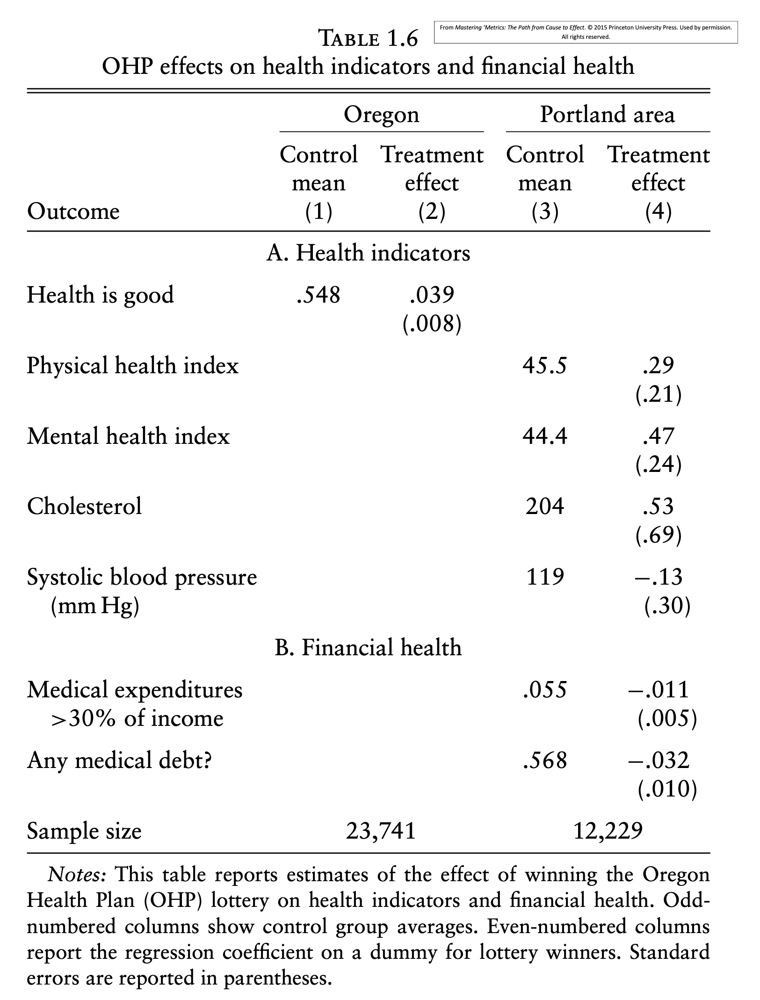 From Mastering ‘Metrics: The Path from Cause to Effect. © 2015 Princeton University Press. Used by permission.
All rights reserved.
TABLE 1.6
OHP effects on health indicators and financial health
Oregon Portland area
Control Treatment Control Treatment
mean effect mean effect
Outcome (1) (2) (3) (4)
A. Health indicators
Health is good .548 .039
(.008)
Physical health index 45.5 .29
(.21)
Mental health index 44.4 .47
(.24)
Cholesterol 204 .53
(.69)
Systolic blood pressure 119 −.13
(mm Hg) (.30)
B. Financial health
Medical expenditures .055 −.011
>30% of income (.005)
Any medical debt? .568 −.032
(.010)
Sample size 23,741 12,229
Notes: This table reports estimates of the effect of winning the Oregon
Health Plan (OHP) lottery on health indicators and financial health. Odd-
numbered columns show control group averages. Even-numbered columns
report the regression coefficient on a dummy for lottery winners. Standard
errors are reported in parentheses.